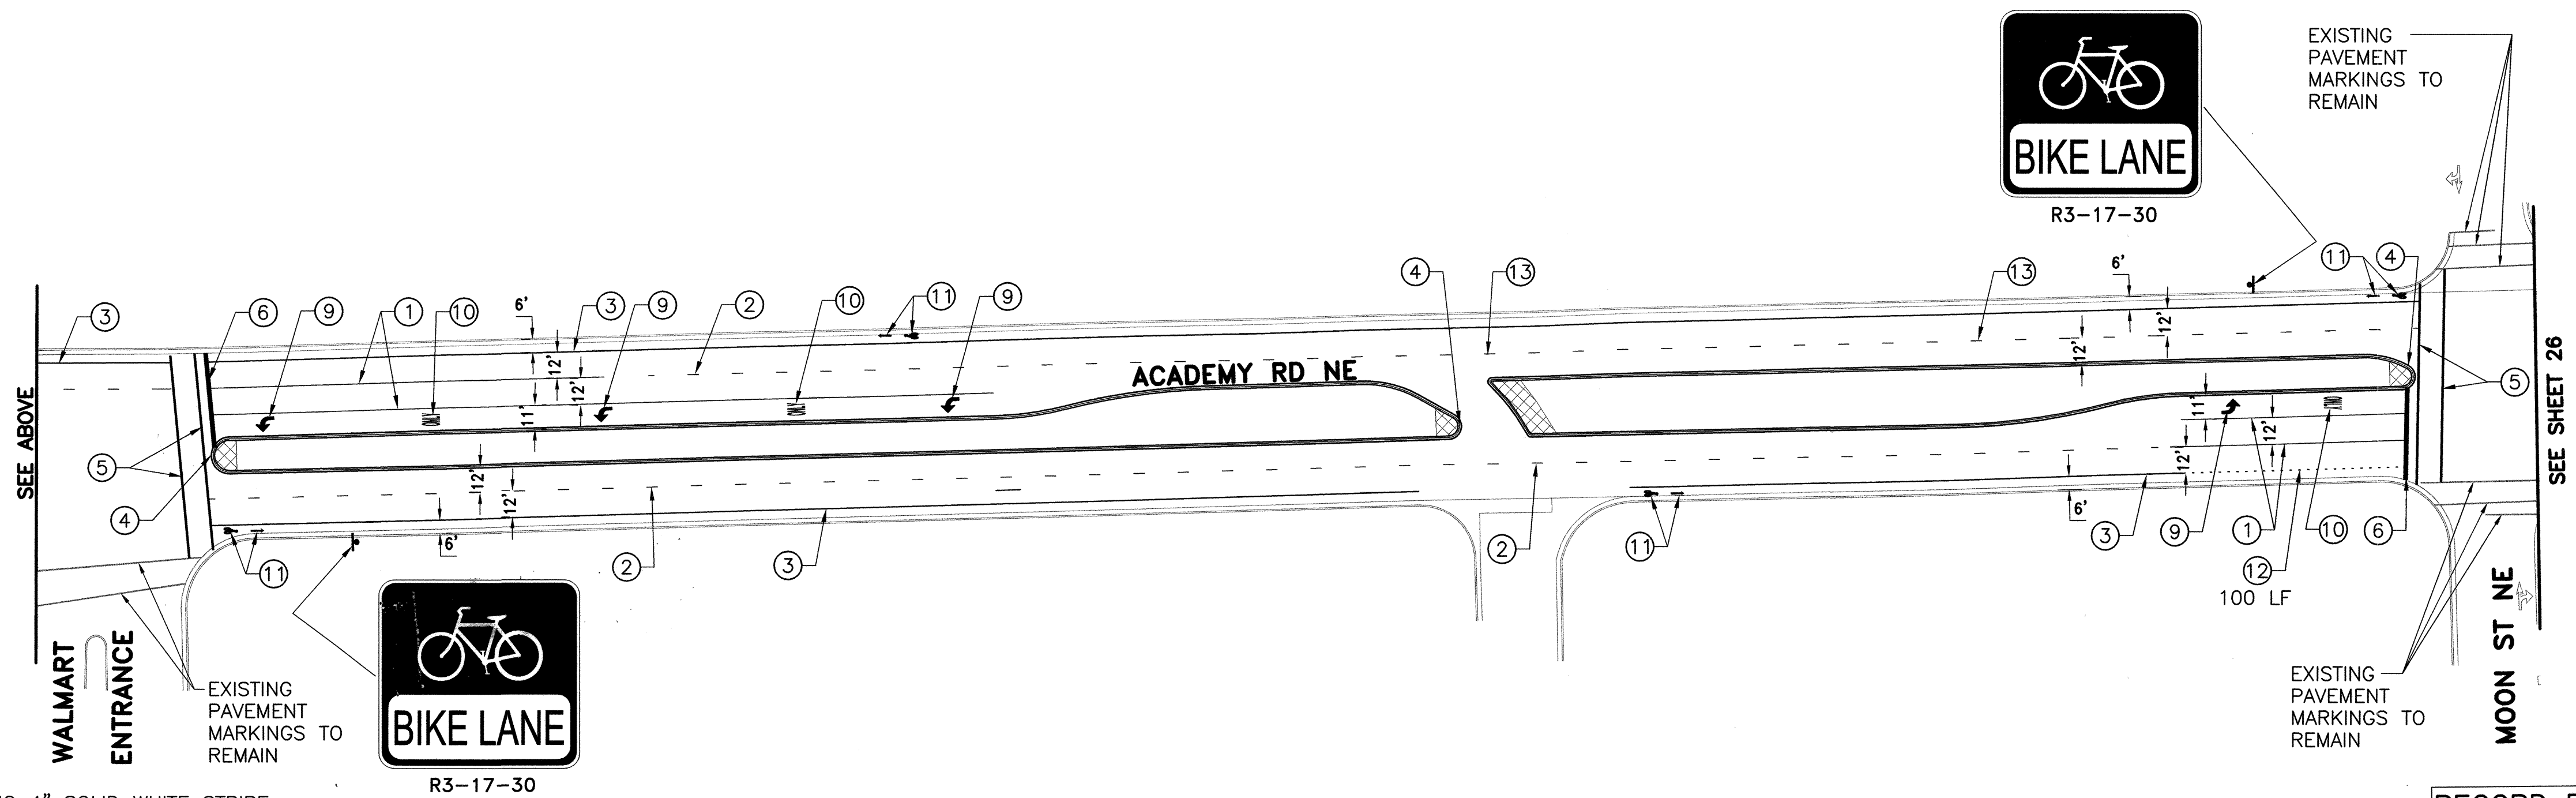 BIKE LANE
R3-17-30
EXISTING
PAVEMENT
MARKINGS TO
REMAIN
SEE ABOVE
3
6
9
1
10
6'
3
9
2
10
11
9
4
13
13
6'
11
4
12'
12'
11'
12'
12'
ACADEMY RD NE
ONLY
ONLY
11'
12'
12'
ONLY
5
SEE SHEET 26
5
4
12'
12'
6'
6'
11
2
3
2
11
3
9
1
10
6
12
100 LF
WALMART
ENTRANCE
EXISTING
PAVEMENT
MARKINGS TO
REMAIN
BIKE LANE
R3-17-30
EXISTING
PAVEMENT
MARKINGS TO
REMAIN
MOON ST NE